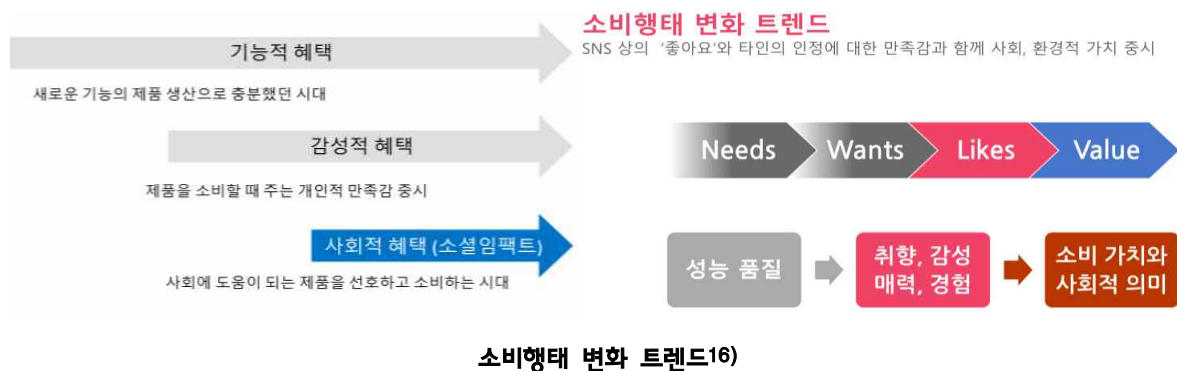 소비행태 변화 트렌드
SNS 상의 '좋아요'와 타인의 인정에 대한 만족감과 함께 사회, 환경적 가치 중시
기능적 혜택
새로운 기능의 제품 생산으로 충분했던 시대
감성적 혜택
제품을 소비할 때 주는 개인적 만족감 중시
사회적 혜택 (소셜임팩트)
사회에 도움이 되는 제품을 선호하고 소비하는 시대
Needs
Wants
Likes
Value
성능 품질
취향, 감성
매력, 경험
소비 가치와
사회적 의미
소비행태 변화 트렌드16)